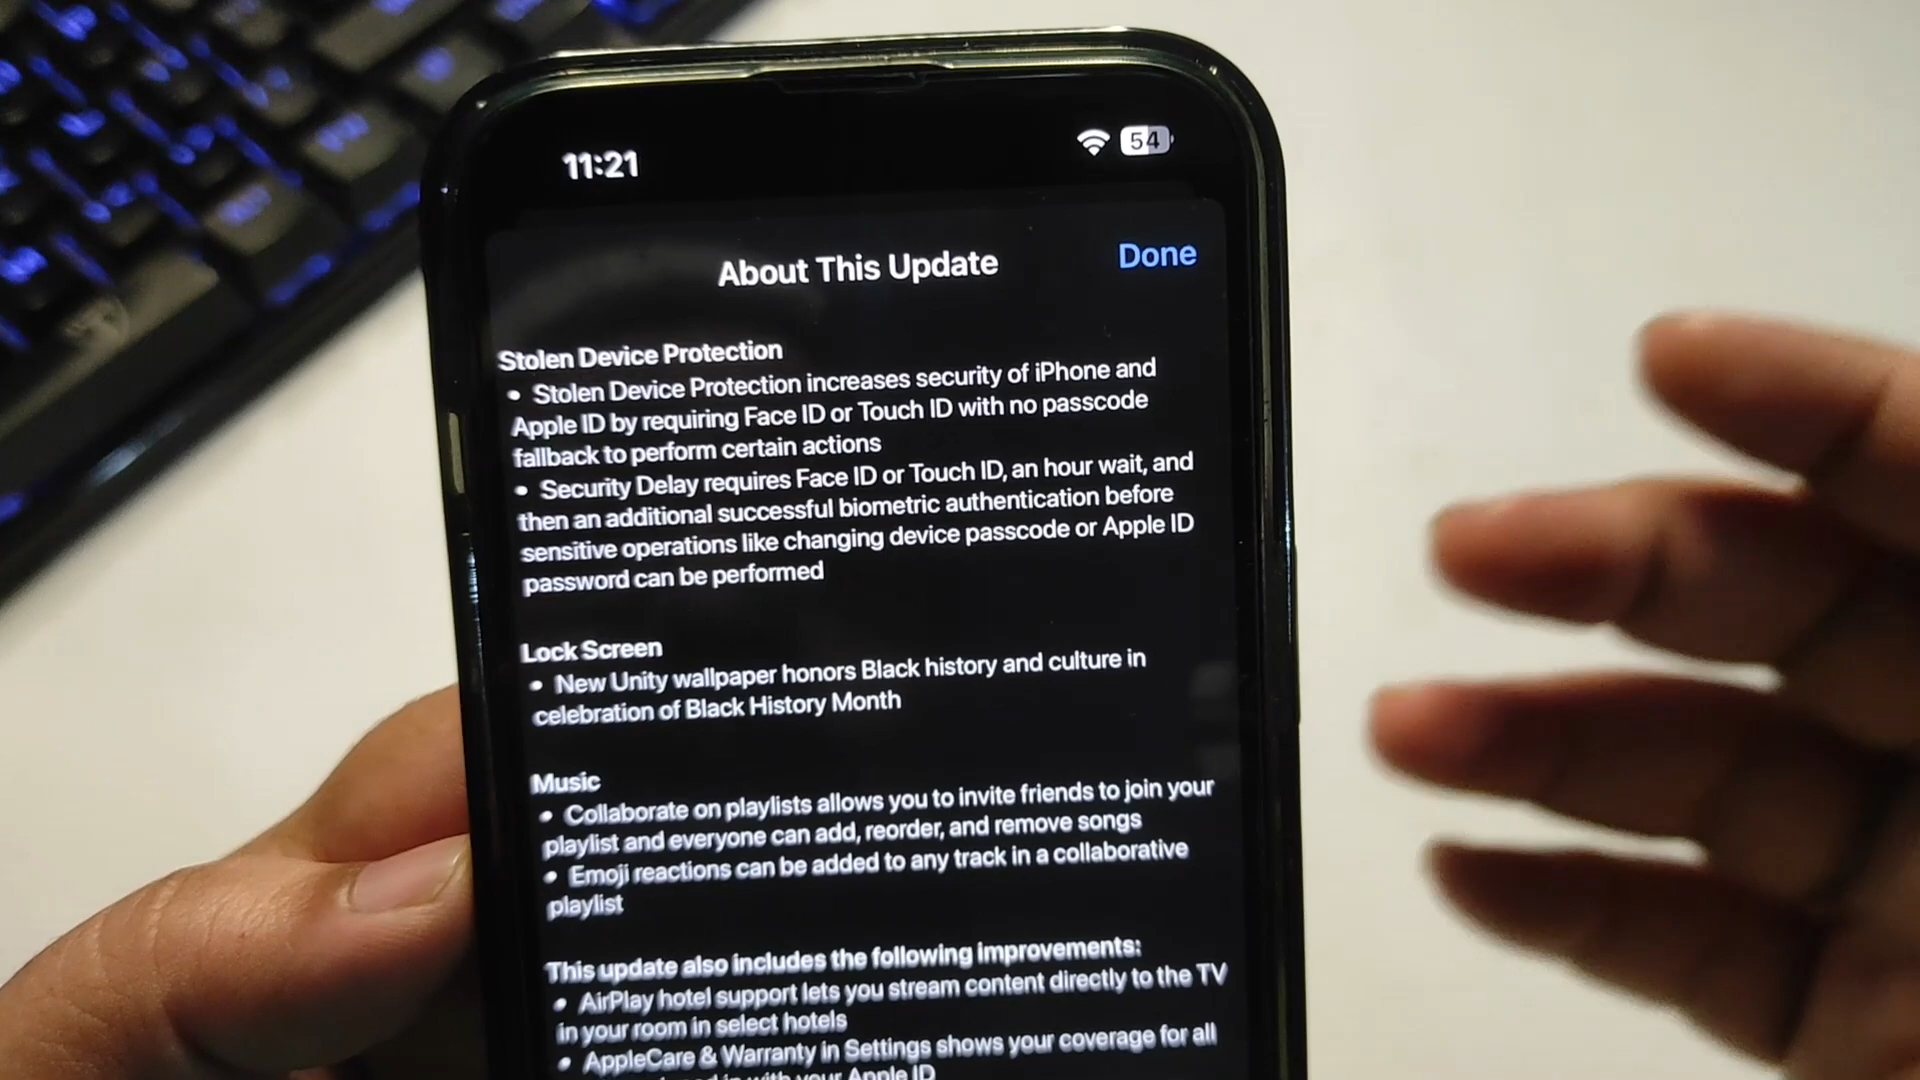 11:21
54
About This Update
Done
Stolen Device Protection
• Stolen Device Protection increases security of iPhone and
Apple ID by requiring Face ID or Touch ID with no passcode
fallback to perform certain actions
• Security Delay requires Face ID or Touch ID, an hour wait, and
then an additional successful biometric authentication before
sensitive operations like changing device passcode or Apple ID
password can be performed
Lock Screen
• New Unity wallpaper honors Black history and culture in
celebration of Black History Month
Music
• Collaborate on playlists allows you to invite friends to join your
playlist and everyone can add, reorder, and remove songs
• Emoji reactions can be added to any track in a collaborative
playlist
This update also includes the following improvements:
• AirPlay hotel support lets you stream content directly to the TV
in your room in select hotels
• AppleCare & Warranty in Settings shows your coverage for all
in with your Apple ID